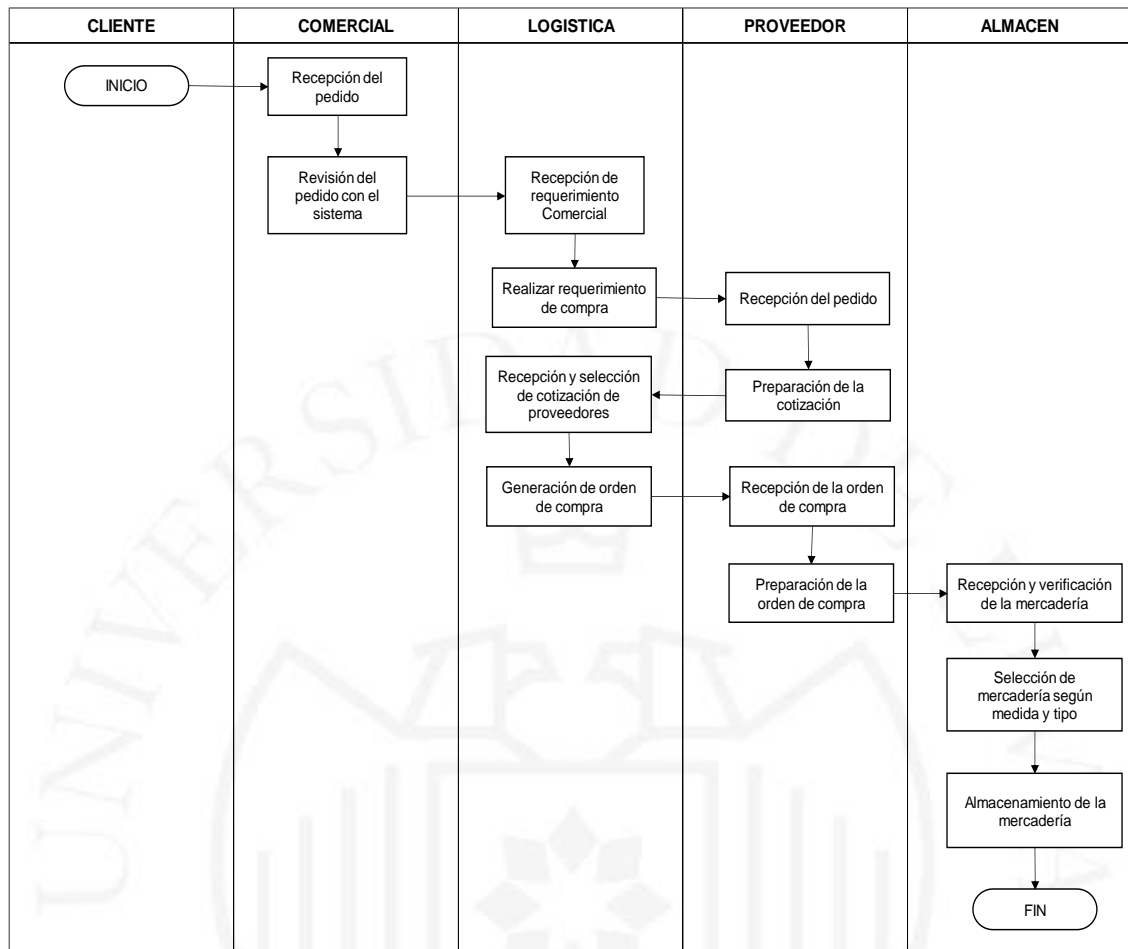 CLIENTE
COMERCIAL
LOGISTICA
PROVEEDOR
ALMACEN
INICIO
Recepción del
pedido
Revisión del
pedido con el
sistema
Recepción de
requerimiento
Comercial
Realizar requerimiento
de compra
Recepción del pedido
Preparación de la
cotización
Recepción y selección
de cotización de
proveedores
Generación de orden
de compra
Recepción de la orden
de compra
Preparación de la
orden de compra
Recepción y verificación
de la mercadería
Selección de
mercadería según
medida y tipo
Almacenamiento de la
mercadería
FIN
UNIVERSIDAD DE LIMA